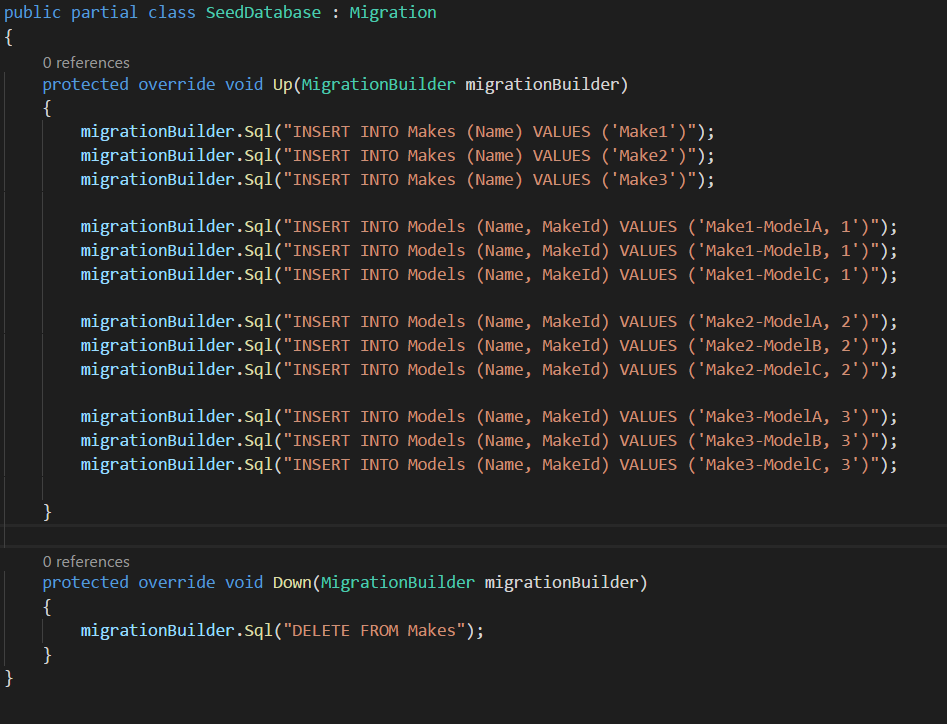 public partial class SeedDatabase : Migration
{
0 references
protected override void Up(MigrationBuilder migrationBuilder)
{
migrationBuilder.Sql("INSERT INTO Makes (Name) VALUES ('Make1')");
migrationBuilder.Sql("INSERT INTO Makes (Name) VALUES ('Make2')");
migrationBuilder.Sql("INSERT INTO Makes (Name) VALUES ('Make3')");
migrationBuilder.Sql("INSERT INTO Models (Name, MakeId) VALUES ('Make1-ModelA, 1')");
migrationBuilder.Sql("INSERT INTO Models (Name, MakeId) VALUES ('Make1-ModelB, 1')");
migrationBuilder.Sql("INSERT INTO Models (Name, MakeId) VALUES ('Make1-ModelC, 1')");
migrationBuilder.Sql("INSERT INTO Models (Name, MakeId) VALUES ('Make2-ModelA, 2')");
migrationBuilder.Sql("INSERT INTO Models (Name, MakeId) VALUES ('Make2-ModelB, 2')");
migrationBuilder.Sql("INSERT INTO Models (Name, MakeId) VALUES ('Make2-ModelC, 2')");
migrationBuilder.Sql("INSERT INTO Models (Name, MakeId) VALUES ('Make3-ModelA, 3')");
migrationBuilder.Sql("INSERT INTO Models (Name, MakeId) VALUES ('Make3-ModelB, 3')");
migrationBuilder.Sql("INSERT INTO Models (Name, MakeId) VALUES ('Make3-ModelC, 3')");
}
0 references
protected override void Down(MigrationBuilder migrationBuilder)
{
migrationBuilder.Sql("DELETE FROM Makes");
}
}